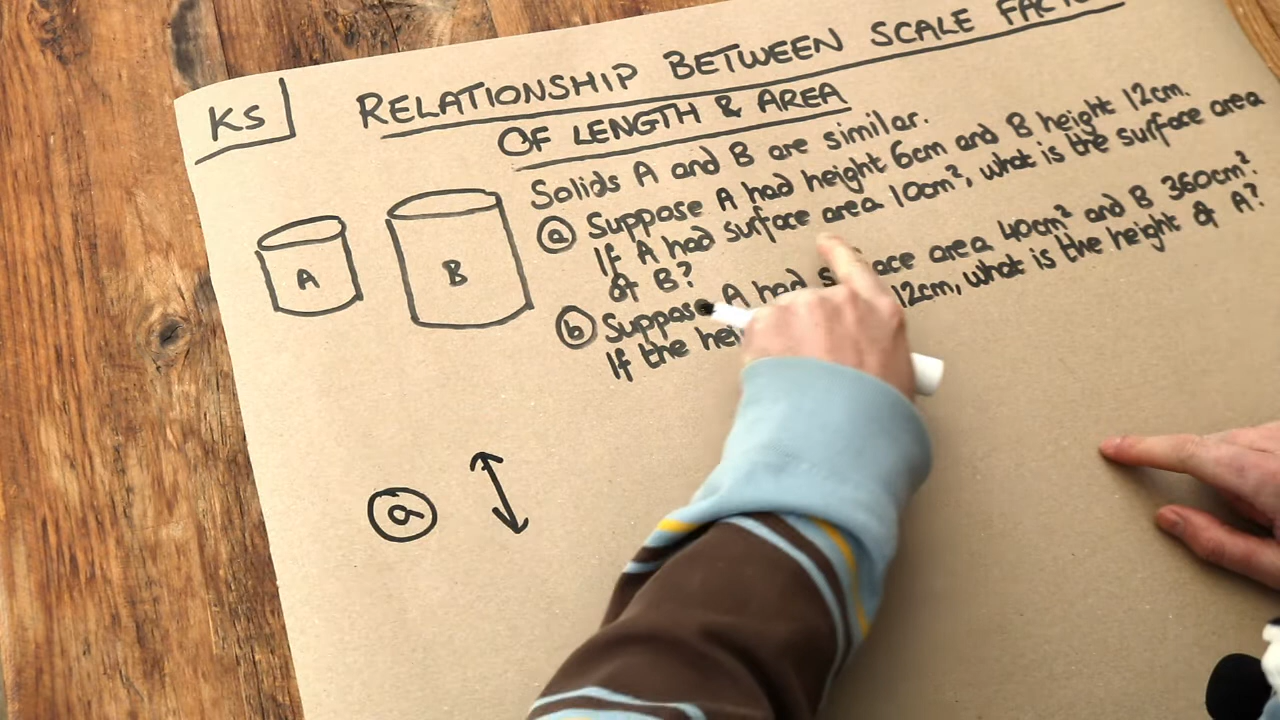 KS
RELATIONSHIP BETWEEN SCALE
OF LENGTH & AREA
Solids A and B are similar.
(a) Suppose A had height 6cm and B height 12cm.
If A had surface area 10cm², what is the surface area
of B?
(b) Suppose A had area 40cm² and B 360cm².
If the 12cm, what is the height of A?
A
B
(a)